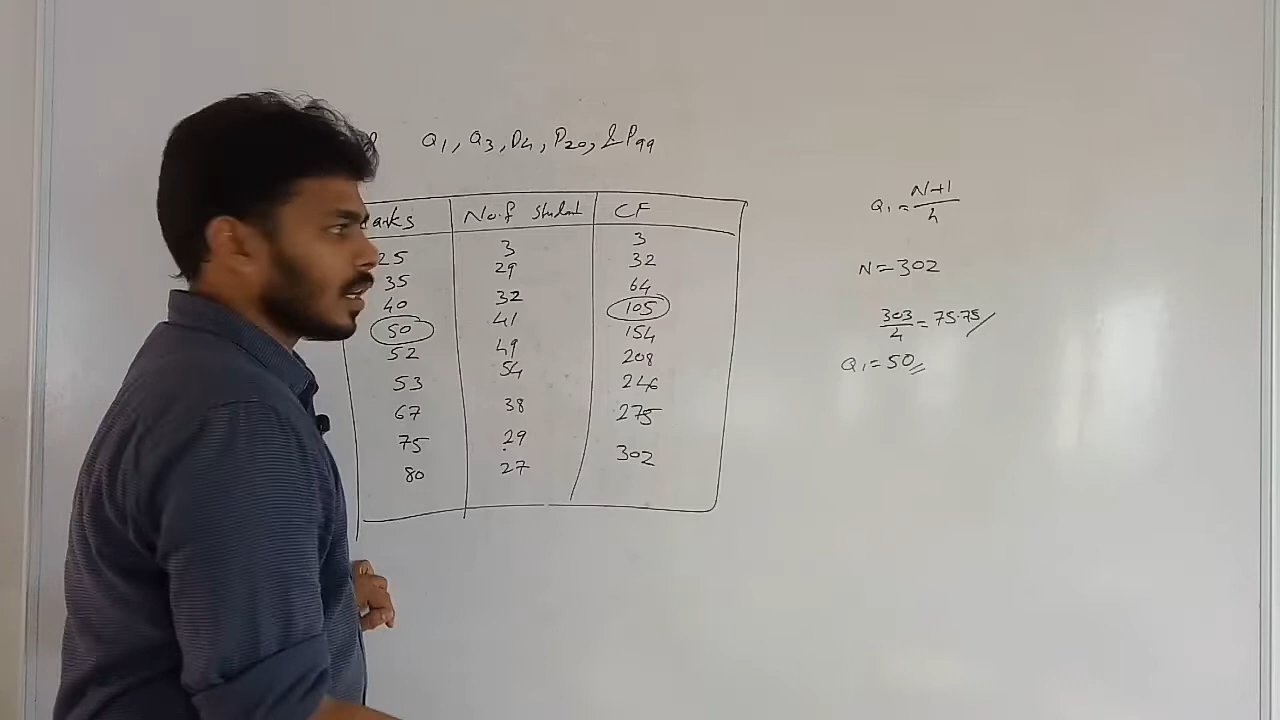 Q1, Q3, D4, P20, & P99
arks No.f student CF
25 3 3
35 29 32
40 32 64
50 41 105
52 49 154
53 54 208
67 38 246
75 29 275
80 27 302
Q1 = N+1/4
N = 302
303/4 = 75.75
Q1 = 50